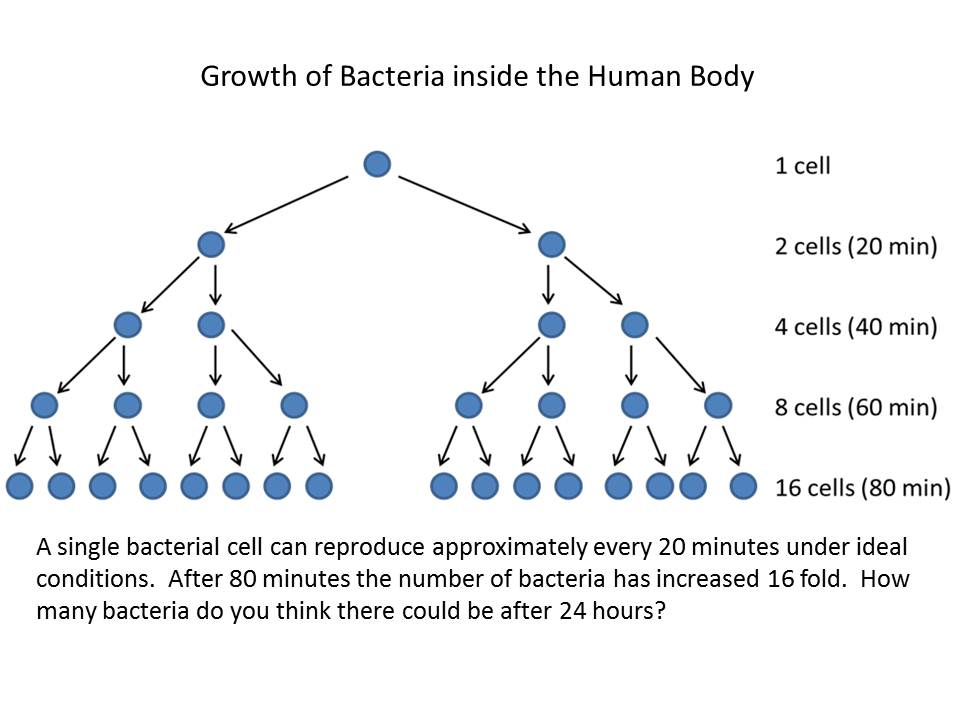 Growth of Bacteria inside the Human Body
1 cell
2 cells (20 min)
4 cells (40 min)
8 cells (60 min)
16 cells (80 min)
A single bacterial cell can reproduce approximately every 20 minutes under ideal
conditions.  After 80 minutes the number of bacteria has increased 16 fold.  How
many bacteria do you think there could be after 24 hours?